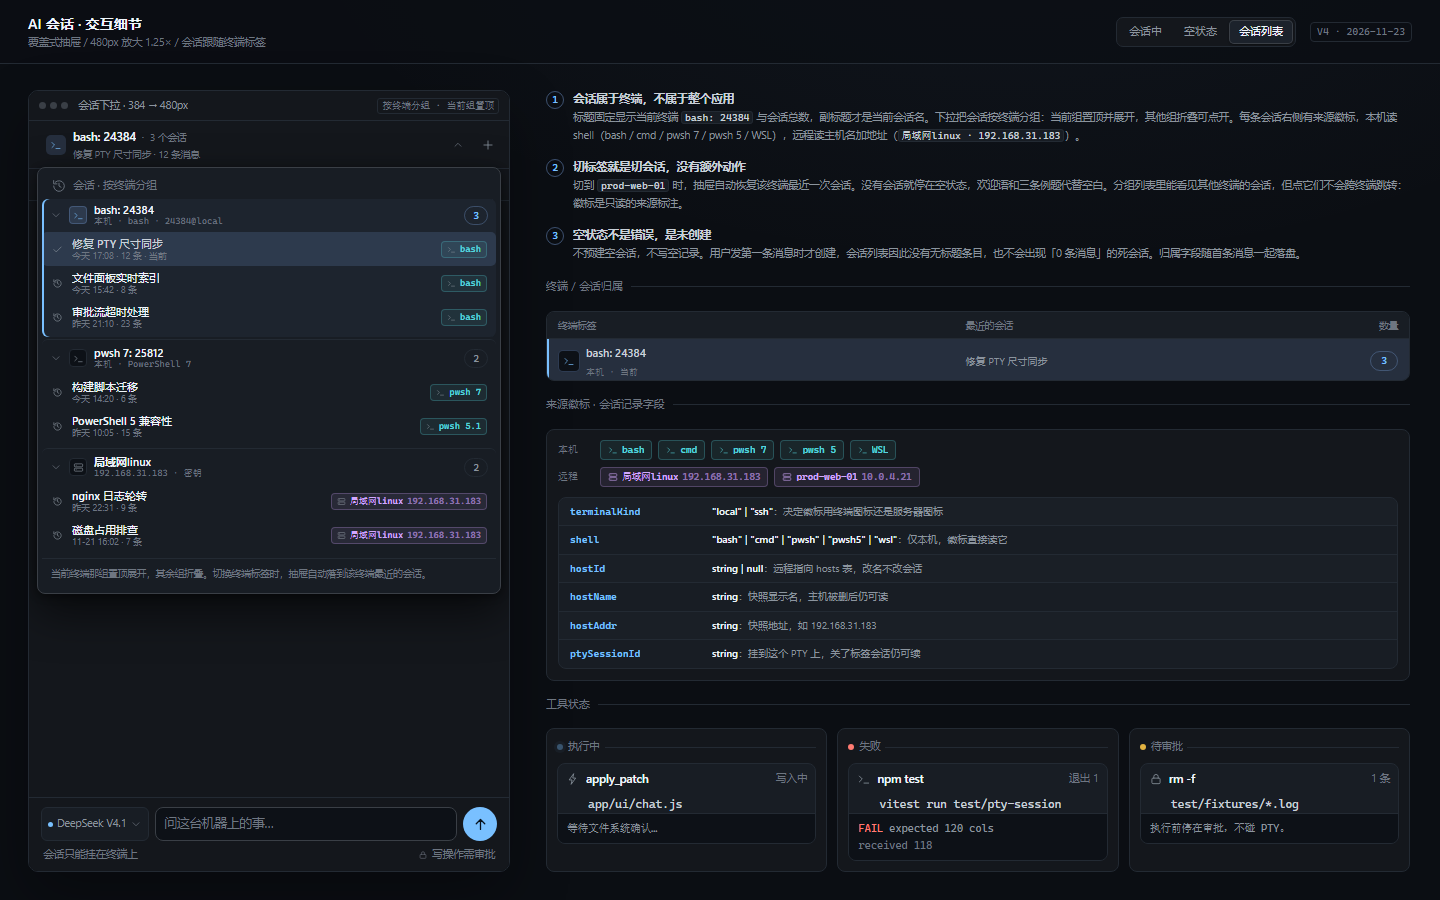 AI 会话 · 交互细节
覆盖式抽屉 / 480px 放大 1.25× / 会话跟随终端标签
会话中
空状态
会话列表
V4 · 2026-11-23
会话下拉 · 384 → 480px
按终端分组 · 当前组置顶
bash: 24384 · 3 个会话
修复 PTY 尺寸同步 · 12 条消息
会话 · 按终端分组
bash: 24384
本机 · bash · 24384@local
3
修复 PTY 尺寸同步
今天 17:08 · 12 条 · 当前
bash
文件面板实时索引
今天 15:42 · 8 条
bash
审批流超时处理
昨天 21:10 · 23 条
bash
pwsh 7: 25812
本机 · PowerShell 7
2
构建脚本迁移
今天 14:20 · 6 条
pwsh 7
PowerShell 5 兼容性
昨天 10:05 · 15 条
pwsh 5.1
局域网linux
192.168.31.183 · 密钥
2
nginx 日志轮转
昨天 22:31 · 9 条
局域网linux 192.168.31.183
磁盘占用排查
11-21 16:02 · 7 条
局域网linux 192.168.31.183
当前终端那组置顶展开，其余组折叠。切换终端标签时，抽屉自动落到该终端最近的会话。
DeepSeek V4.1
问这台机器上的事...
会话只能挂在终端上
写操作需审批
1 会话属于终端，不属于整个应用
标题固定显示当前终端 bash: 24384 与会话总数，副标题才是当前会话名。下拉把会话按终端分组：当前组置顶并展开，其他组折叠可点开。每条会话右侧有来源徽标，本机读
shell（bash / cmd / pwsh 7 / pwsh 5 / WSL），远程读主机名加地址（局域网linux · 192.168.31.183）。
2 切标签就是切会话，没有额外动作
切到 prod-web-01 时，抽屉自动恢复该终端最近一次会话。没有会话就停在空状态，欢迎语和三条例题代替空白。分组列表里能看见其他终端的会话，但点它们不会跨终端跳转：
徽标是只读的来源标注。
3 空状态不是错误，是未创建
不预建空会话，不写空记录。用户发第一条消息时才创建，会话列表因此没有无标题条目，也不会出现「0 条消息」的死会话。归属字段随首条消息一起落盘。
终端 / 会话归属
终端标签
最近的会话
数量
bash: 24384
本机 · 当前
修复 PTY 尺寸同步
3
来源徽标 · 会话记录字段
本机
bash
cmd
pwsh 7
pwsh 5
WSL
远程
局域网linux 192.168.31.183
prod-web-01 10.0.4.21
terminalKind
"local" | "ssh"：决定徽标用终端图标还是服务器图标
shell
"bash" | "cmd" | "pwsh" | "pwsh5" | "wsl"：仅本机，徽标直接读它
hostId
string | null：远程指向 hosts 表，改名不改会话
hostName
string：快照显示名，主机被删后仍可读
hostAddr
string：快照地址，如 192.168.31.183
ptySessionId
string：挂到这个 PTY 上，关了标签会话仍可续
工具状态
执行中
apply_patch
写入中
app/ui/chat.js
等待文件系统确认…
失败
npm test
退出 1
vitest run test/pty-session
FAIL expected 120 cols
received 118
待审批
rm -f
1 条
test/fixtures/*.log
执行前停在审批，不碰 PTY。